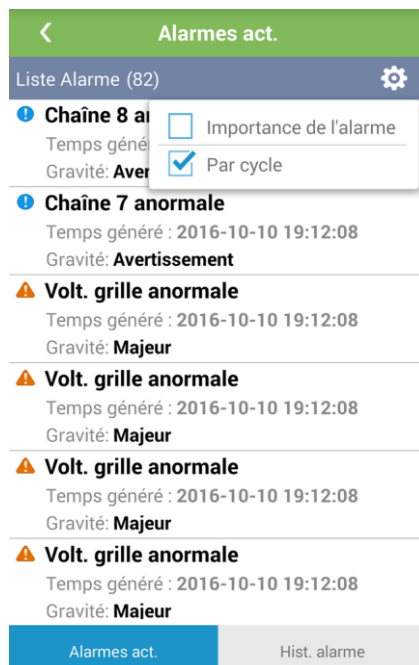 Alarmes act.
Liste Alarme (82)
Chaîne 8 a
Importance de l'alarme
Temps géné
Par cycle
Gravité: Aver
Chaîne 7 anormale
Temps généré : 2016-10-10 19:12:08
Gravité: Avertissement
Volt. grille anormale
Temps généré : 2016-10-10 19:12:08
Gravité: Majeur
Volt. grille anormale
Temps généré : 2016-10-10 19:12:08
Gravité: Majeur
Volt. grille anormale
Temps généré : 2016-10-10 19:12:08
Gravité: Majeur
Volt. grille anormale
Temps généré : 2016-10-10 19:12:08
Gravité: Majeur
Alarmes act.
Hist. alarme